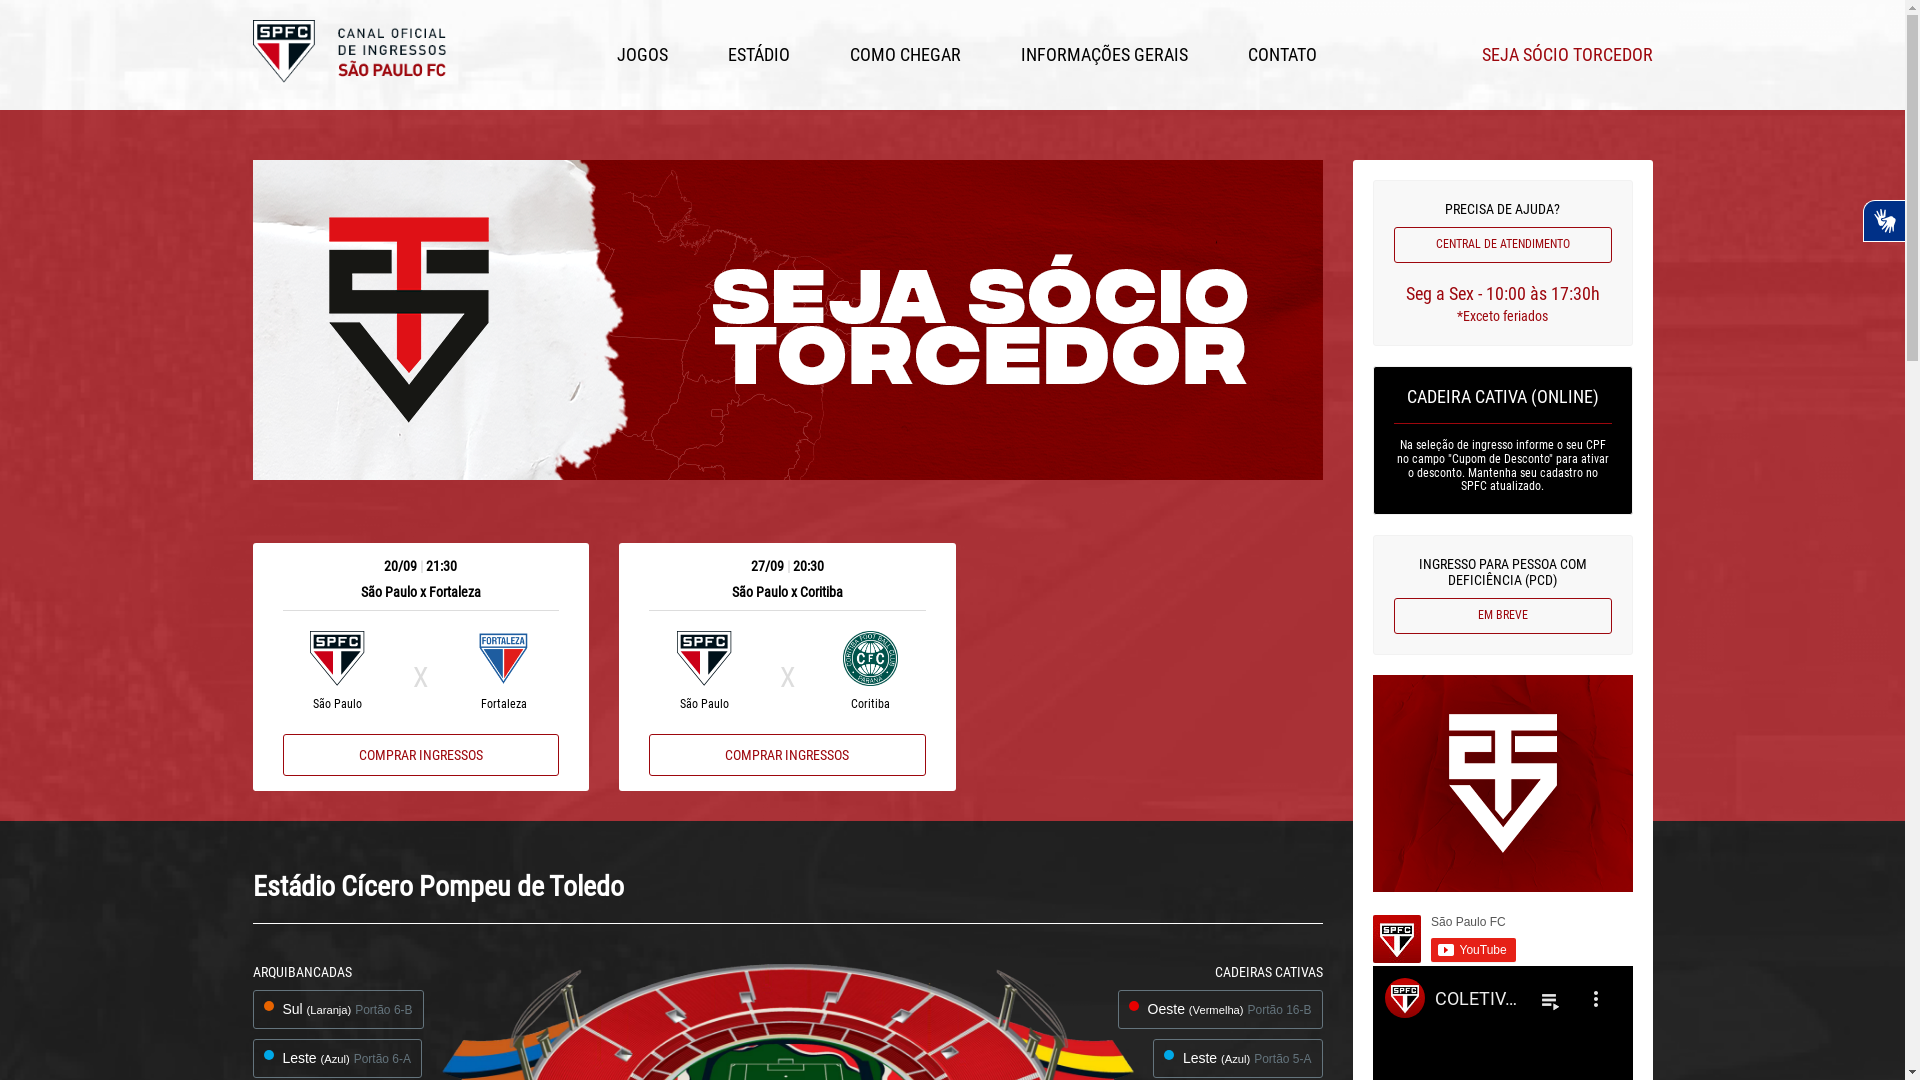 SPFC
CANAL OFICIAL
DE INGRESSOS
SÃO PAULO FC
JOGOS
ESTÁDIO
COMO CHEGAR
INFORMAÇÕES GERAIS
CONTATO
SEJA SÓCIO TORCEDOR
SEJA SÓCIO
TORCEDOR
PRECISA DE AJUDA?
CENTRAL DE ATENDIMENTO
Seg a Sex - 10:00 às 17:30h
*Exceto feriados
CADEIRA CATIVA (ONLINE)
Na seleção de ingresso informe o seu CPF
no campo "Cupom de Desconto" para ativar
o desconto. Mantenha seu cadastro no
SPFC atualizado.
INGRESSO PARA PESSOA COM
DEFICIÊNCIA (PCD)
EM BREVE
20/09 | 21:30
São Paulo x Fortaleza
SPFC
X
FORTALEZA
São Paulo
Fortaleza
COMPRAR INGRESSOS
27/09 | 20:30
São Paulo x Coritiba
SPFC
X
CFC
São Paulo
Coritiba
COMPRAR INGRESSOS
Estádio Cícero Pompeu de Toledo
ARQUIBANCADAS
Sul (Laranja) Portão 6-B
Leste (Azul) Portão 6-A
CADEIRAS CATIVAS
Oeste (Vermelha) Portão 16-B
Leste (Azul) Portão 5-A
SPFC
São Paulo FC
YouTube
SPFC
COLETIV...